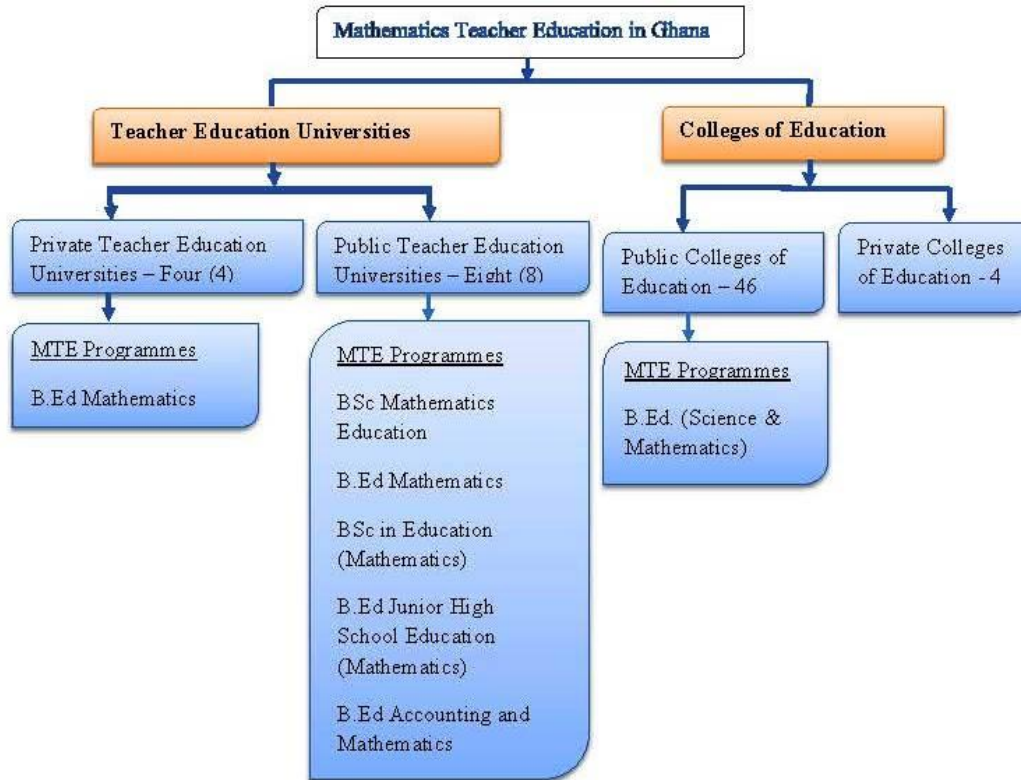 Mathematics Teacher Education in Ghana
Teacher Education Universities
Colleges of Education
Private Teacher Education
Universities – Four (4)
Public Teacher Education
Universities – Eight (8)
Public Colleges of
Education – 46
Private Colleges
of Education - 4
MTE Programmes
B.Ed Mathematics
MTE Programmes
BSc Mathematics
Education
B.Ed Mathematics
BSc in Education
(Mathematics)
B.Ed Junior High
School Education
(Mathematics)
B.Ed Accounting and
Mathematics
MTE Programmes
B.Ed. (Science &
Mathematics)